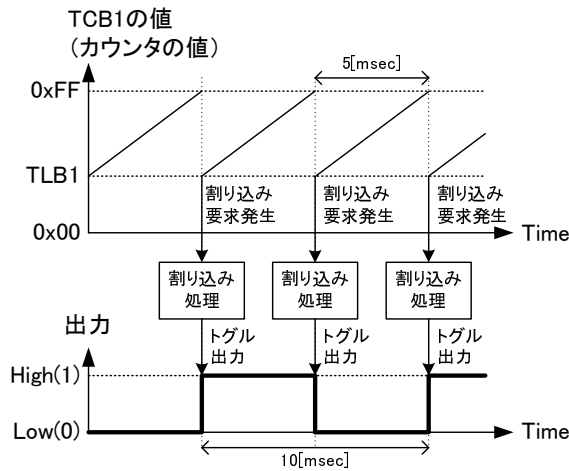 TCB1の値
(カウンタの値)
5[msec]
0xFF
TLB1
割り込み
要求発生
割り込み
要求発生
割り込み
要求発生
0x00
Time
割り込み
処理
割り込み
処理
割り込み
処理
出力
トグル
出力
トグル
出力
トグル
出力
High(1)
Low(0)
Time
10[msec]